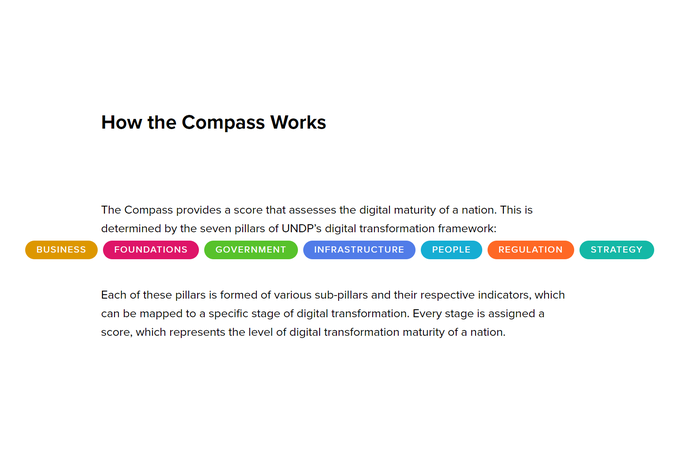 How the Compass Works
The Compass provides a score that assesses the digital maturity of a nation. This is
determined by the seven pillars of UNDP's digital transformation framework:
BUSINESS FOUNDATIONS GOVERNMENT INFRASTRUCTURE PEOPLE REGULATION STRATEGY
Each of these pillars is formed of various sub-pillars and their respective indicators, which
can be mapped to a specific stage of digital transformation. Every stage is assigned a
score, which represents the level of digital transformation maturity of a nation.